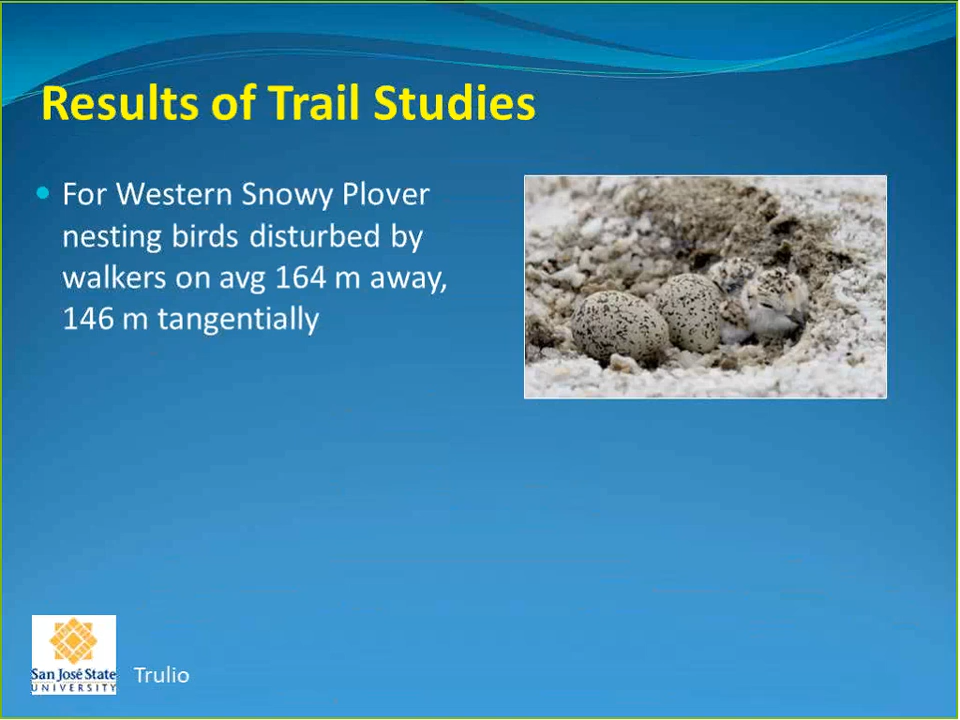 Results of Trail Studies
For Western Snowy Plover
nesting birds disturbed by
walkers on avg 164 m away,
146 m tangentially
San José State
UNIVERSITY
Trulio